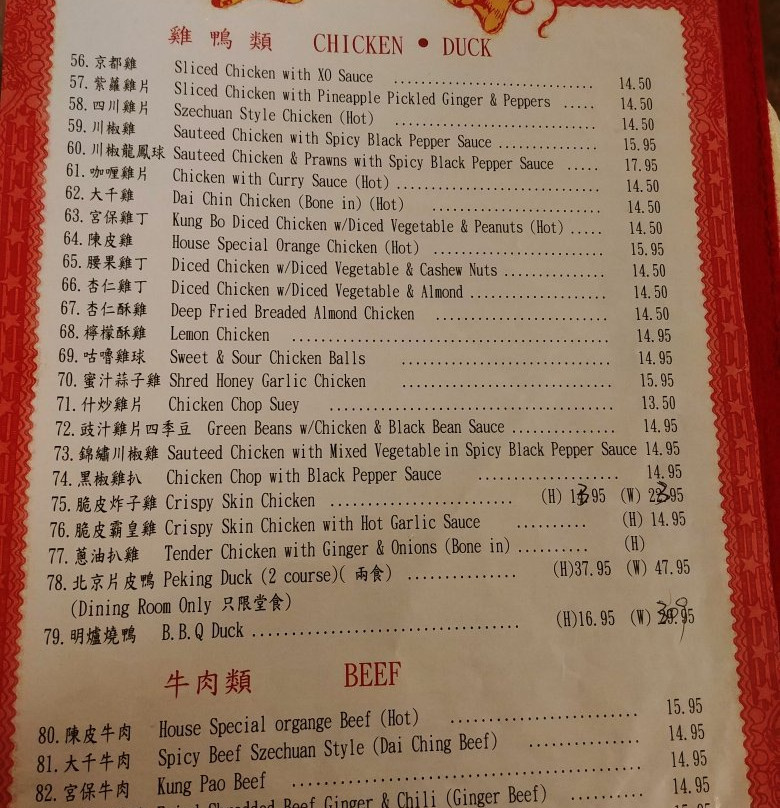 雞鴨類 CHICKEN • DUCK
56. 京都雞 Sliced Chicken with XO Sauce 14.50
57. 紫蘿雞片 Sliced Chicken with Pineapple Pickled Ginger & Peppers 14.50
58. 四川雞片 Szechuan Style Chicken (Hot) 14.50
59. 川椒雞 Sauteed Chicken with Spicy Black Pepper Sauce 15.95
60. 川椒龍鳳球 Sauteed Chicken & Prawns with Spicy Black Pepper Sauce 17.95
61. 咖喱雞片 Chicken with Curry Sauce (Hot) 14.50
62. 大千雞 Dai Chin Chicken (Bone in) (Hot) 14.50
63. 宮保雞丁 Kung Bo Diced Chicken w/Diced Vegetable & Peanuts (Hot) 14.50
64. 陳皮雞 House Special Orange Chicken (Hot) 15.95
65. 腰果雞丁 Diced Chicken w/Diced Vegetable & Cashew Nuts 14.50
66. 杏仁雞丁 Diced Chicken w/Diced Vegetable & Almond 14.50
67. 杏仁酥雞 Deep Fried Breaded Almond Chicken 14.50
68. 檸檬酥雞 Lemon Chicken 14.95
69. 咕嚕雞球 Sweet & Sour Chicken Balls 14.95
70. 蜜汁蒜子雞 Shred Honey Garlic Chicken 15.95
71. 什炒雞片 Chicken Chop Suey 13.50
72. 豉汁雞片四季豆 Green Beans w/Chicken & Black Bean Sauce 14.95
73. 錦繡川椒雞 Sauteed Chicken with Mixed Vegetable in Spicy Black Pepper Sauce 14.95
74. 黑椒雞扒 Chicken Chop with Black Pepper Sauce 14.95
75. 脆皮炸子雞 Crispy Skin Chicken (H) 13.95 (W) 23.95
76. 脆皮霸皇雞 Crispy Skin Chicken with Hot Garlic Sauce (H) 14.95
77. 蔥油扒雞 Tender Chicken with Ginger & Onions (Bone in) (H)
78. 北京片皮鴨 Peking Duck (2 course)( 兩食) (H)37.95 (W) 47.95
(Dining Room Only 只限堂食)
79. 明爐燒鴨 B.B.Q Duck (H)16.95 (W)
牛肉類 BEEF
80. 陳皮牛肉 House Special organge Beef (Hot) 15.95
81. 大千牛肉 Spicy Beef Szechuan Style (Dai Ching Beef) 14.95
82. 宮保牛肉 Kung Pao Beef 14.95
Shredded Beef Ginger & Chili (Ginger Beef) 14.95